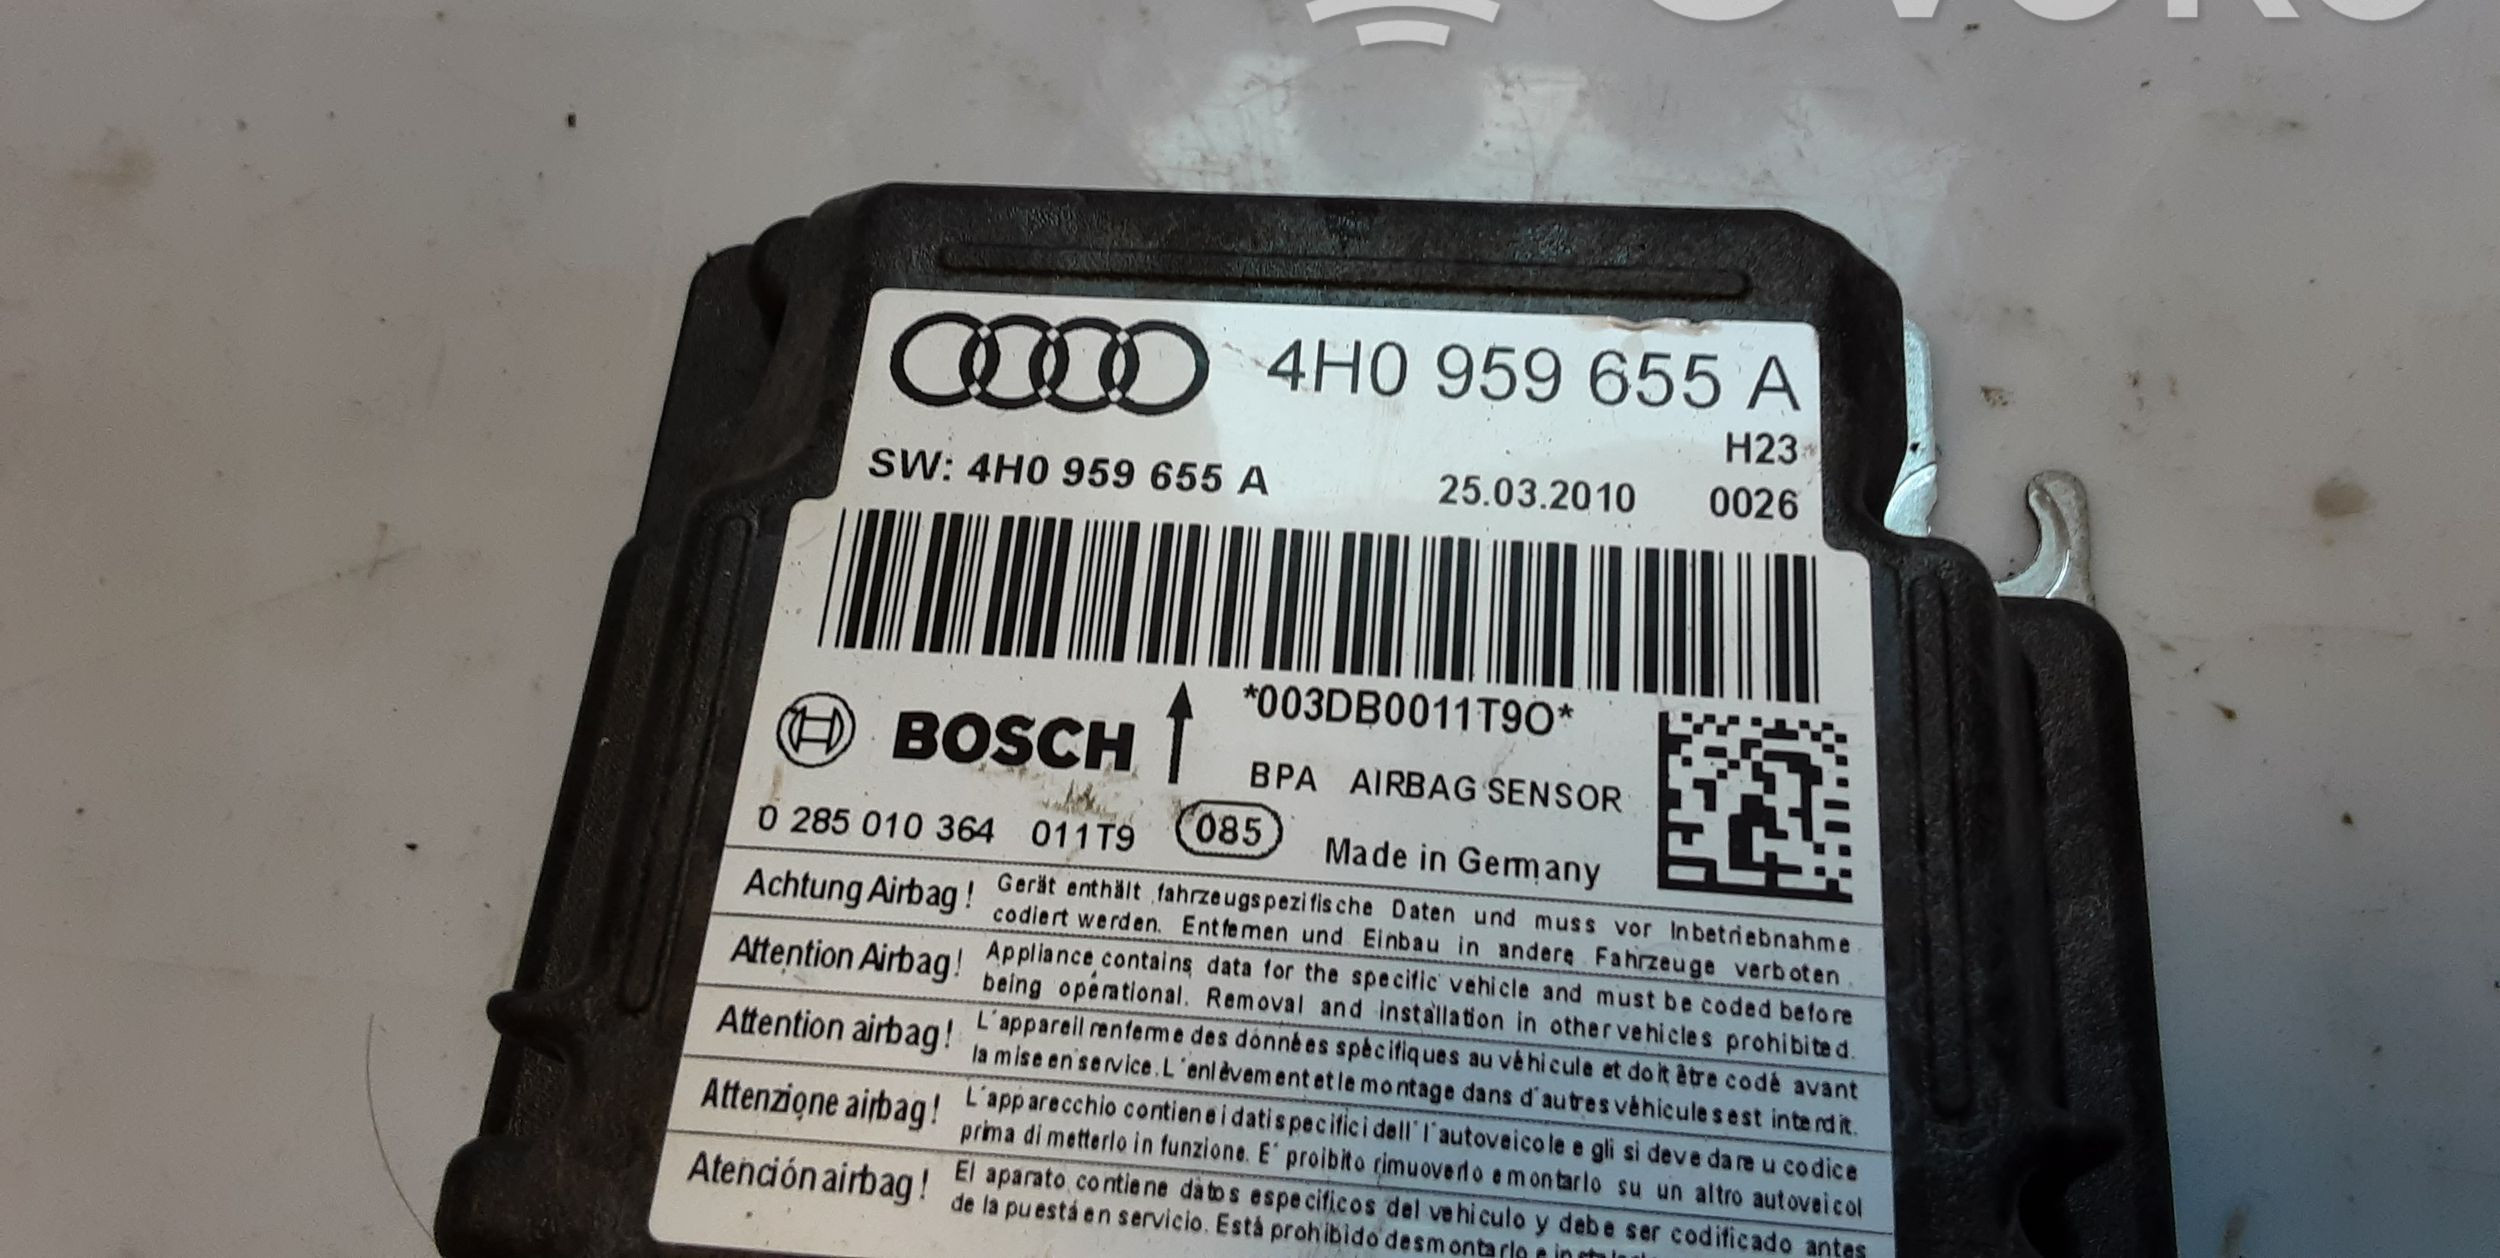 4H0 959 655 A
H23
SW: 4H0 959 655 A 25.03.2010 0026
*003DB0011T9O*
BOSCH
BPA AIRBAG SENSOR
0 285 010 364 011T9 085 Made in Germany
Achtung Airbag! Gerät enthält fahrzeugspezifische Daten und muss vor Inbetriebnahme
codiert werden. Entfernen und Einbau in andere Fahrzeuge verboten.
Attention Airbag! Appliance contains data for the specific vehicle and must be coded before
being operational. Removal and installation in other vehicles prohibited.
Attention airbag! L´appareil renferme des données spécifiques au véhicule et doit être codé avant
la mise en service. L´enlèvement et le montage dans d´autres véhicules est interdit.
Attenzione airbag! L´apparecchio contiene i dati specifici dell´l´autoveicolo e gli si deve dare u codice
prima di metterlo in funzione. E´ proibito rimuoverlo e montarlo su un altro autoveicol
Atención airbag! El aparato contiene datos específicos del vehiculo y debe ser codificado antes
de la puestá en servicio. Está prohibido desmontarlo e